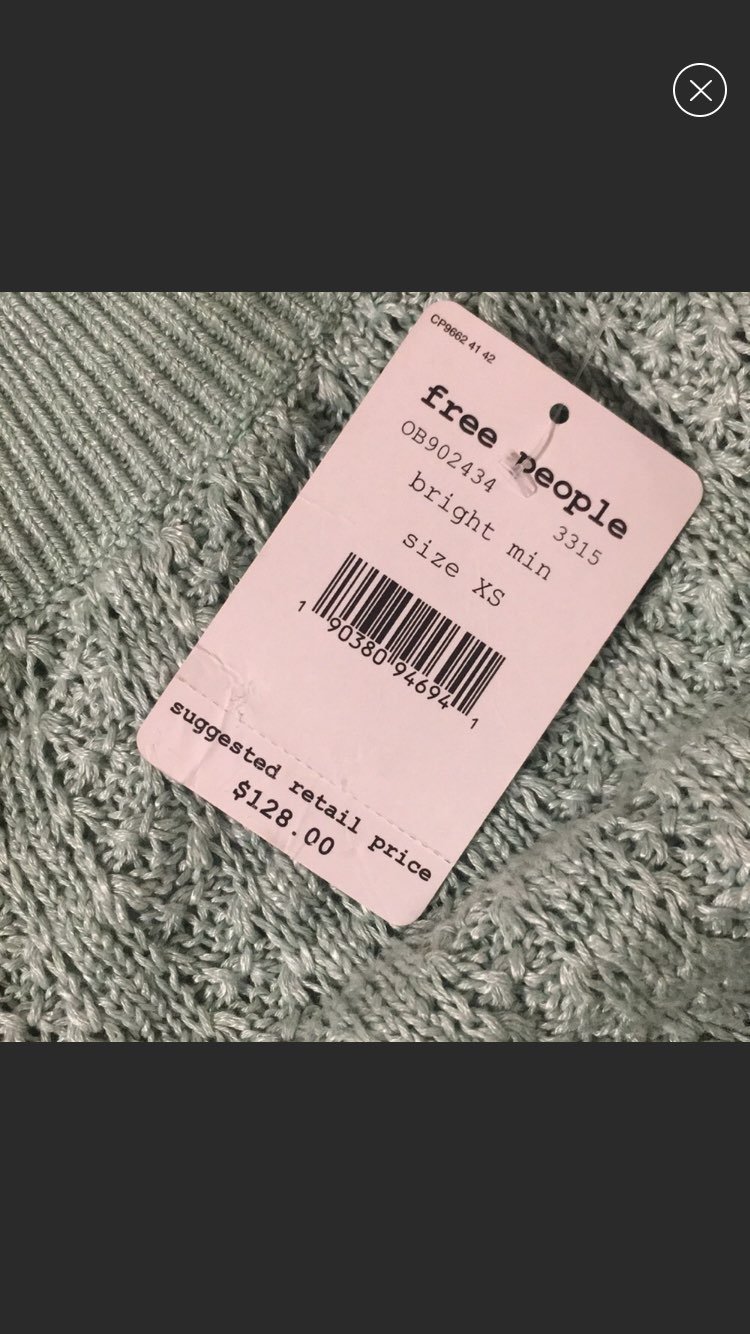 CP9662 41 42
free people
OB902434 3315
bright min
size XS
1 90380 94694 1
suggested retail price
$128.00